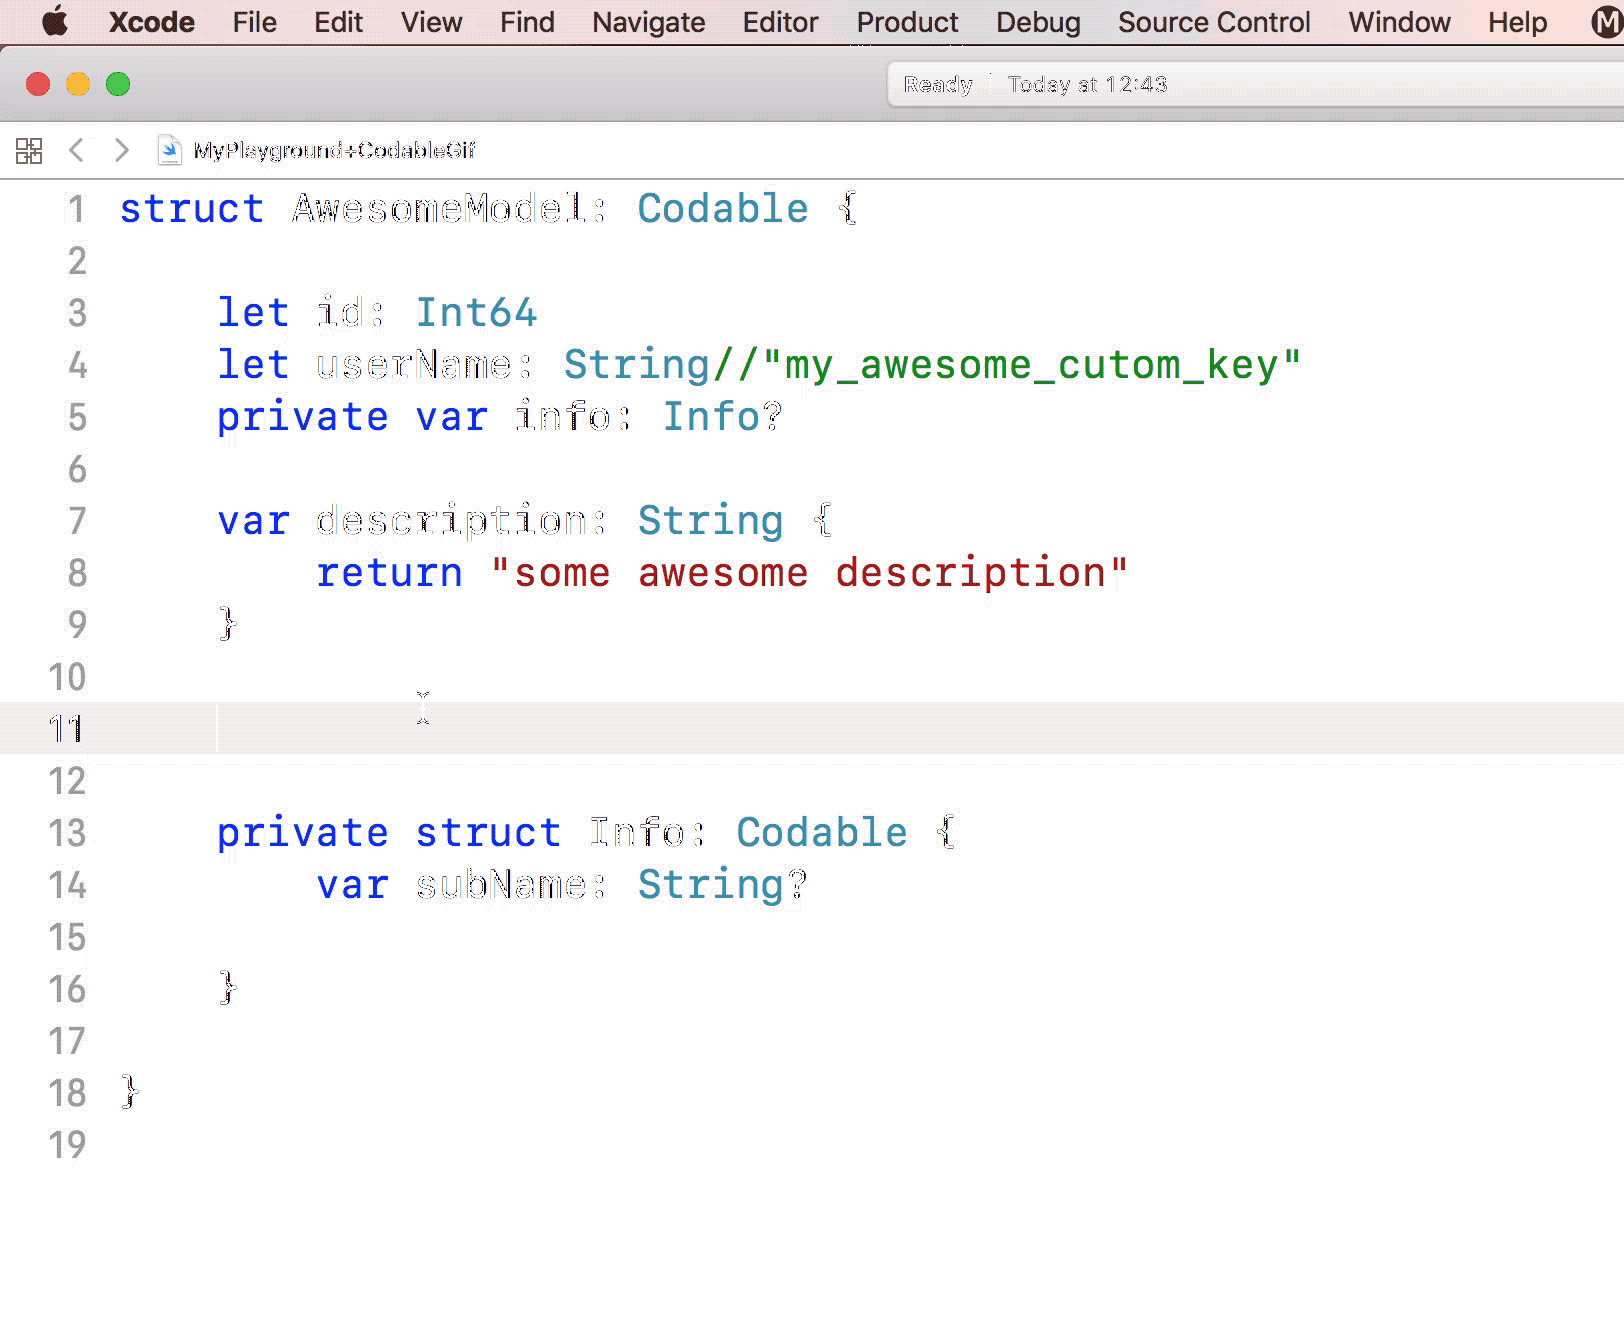 Xcode File Edit View Find Navigate Editor Product Debug Source Control Window Help M
Ready | Today at 12:43
MyPlayground+CodableGif
1 struct AwesomeModel: Codable {
2
3 let id: Int64
4 let userName: String//"my_awesome_cutom_key"
5 private var info: Info?
6
7 var description: String {
8 return "some awesome description"
9 }
10
11
12
13 private struct Info: Codable {
14 var subName: String?
15
16 }
17
18 }
19